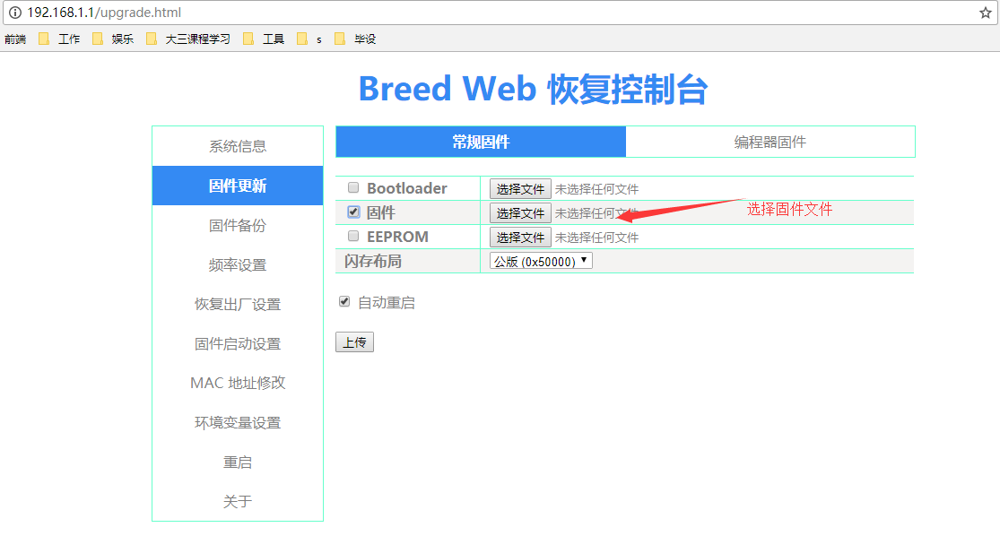 192.168.1.1/upgrade.html
前端 工作 娱乐 大三课程学习 工具 s 毕设
Breed Web 恢复控制台
系统信息
固件更新
固件备份
频率设置
恢复出厂设置
固件启动设置
MAC 地址修改
环境变量设置
重启
关于
常规固件 编程器固件
Bootloader 选择文件 未选择任何文件
固件 选择文件 未选择任何文件
选择固件文件
EEPROM 选择文件 未选择任何文件
闪存布局 公版 (0x50000)
自动重启
上传